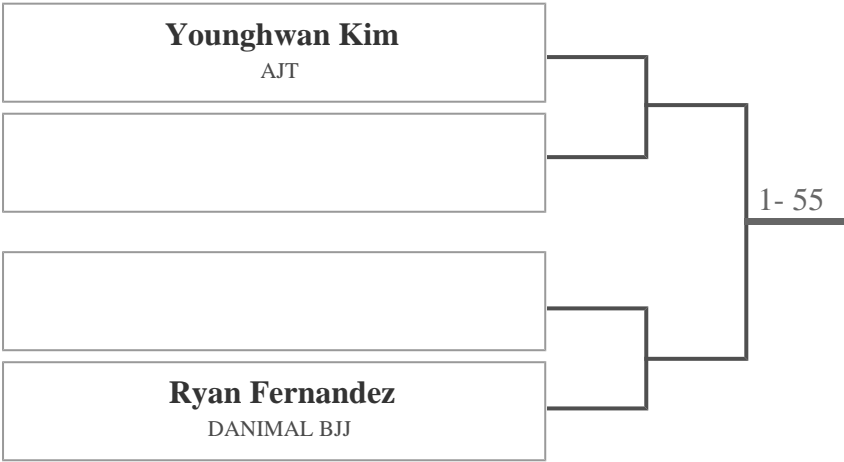 Younghwan Kim
AJT
1- 55
Ryan Fernandez
DANIMAL BJJ